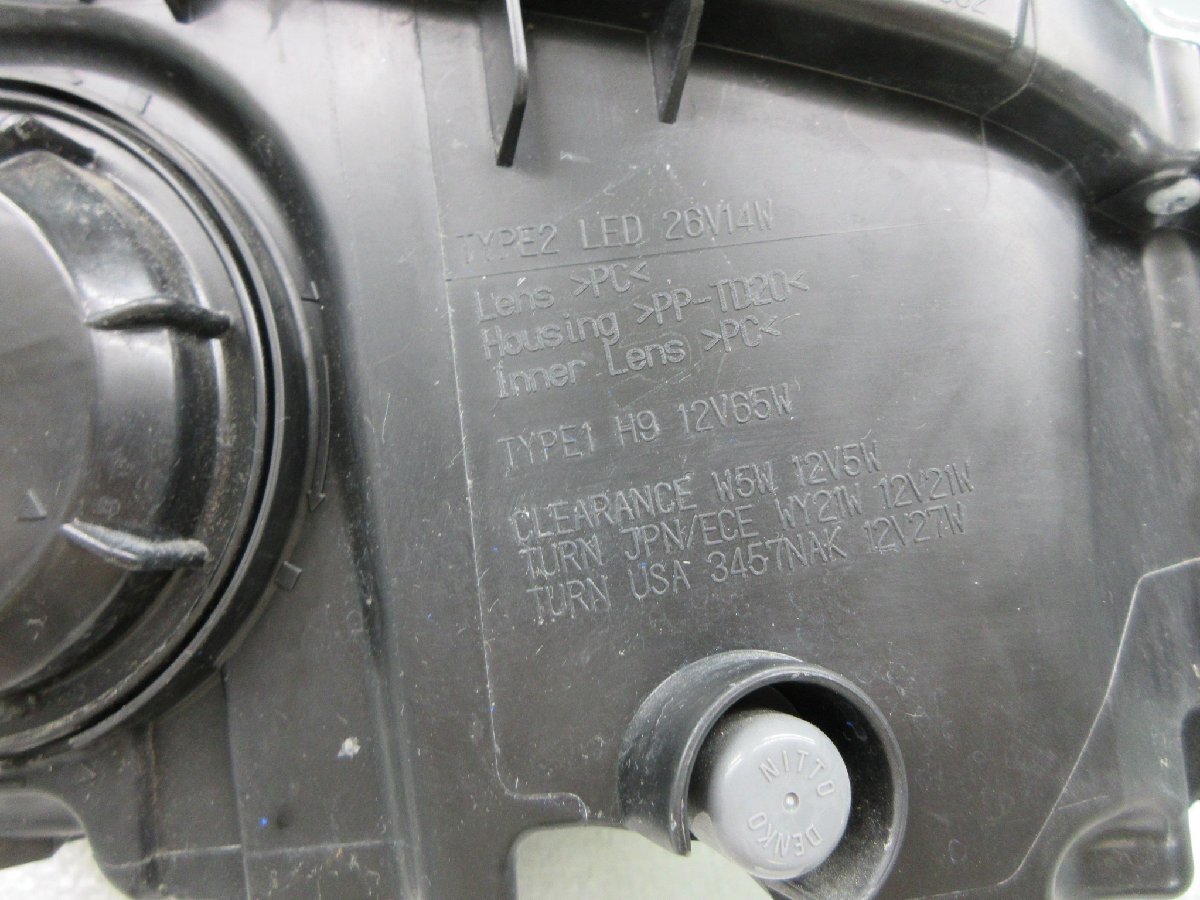 TYPE2 LED 26V14W
Lens >PC<
Housing >PP-TD20<
Inner Lens >PC<
TYPE1 H9 12V65W
CLEARANCE W5W 12V5W
TURN JPN/ECE WY21W 12V21W
TURN USA 3457NAK 12V27W
NITTO
DENKO